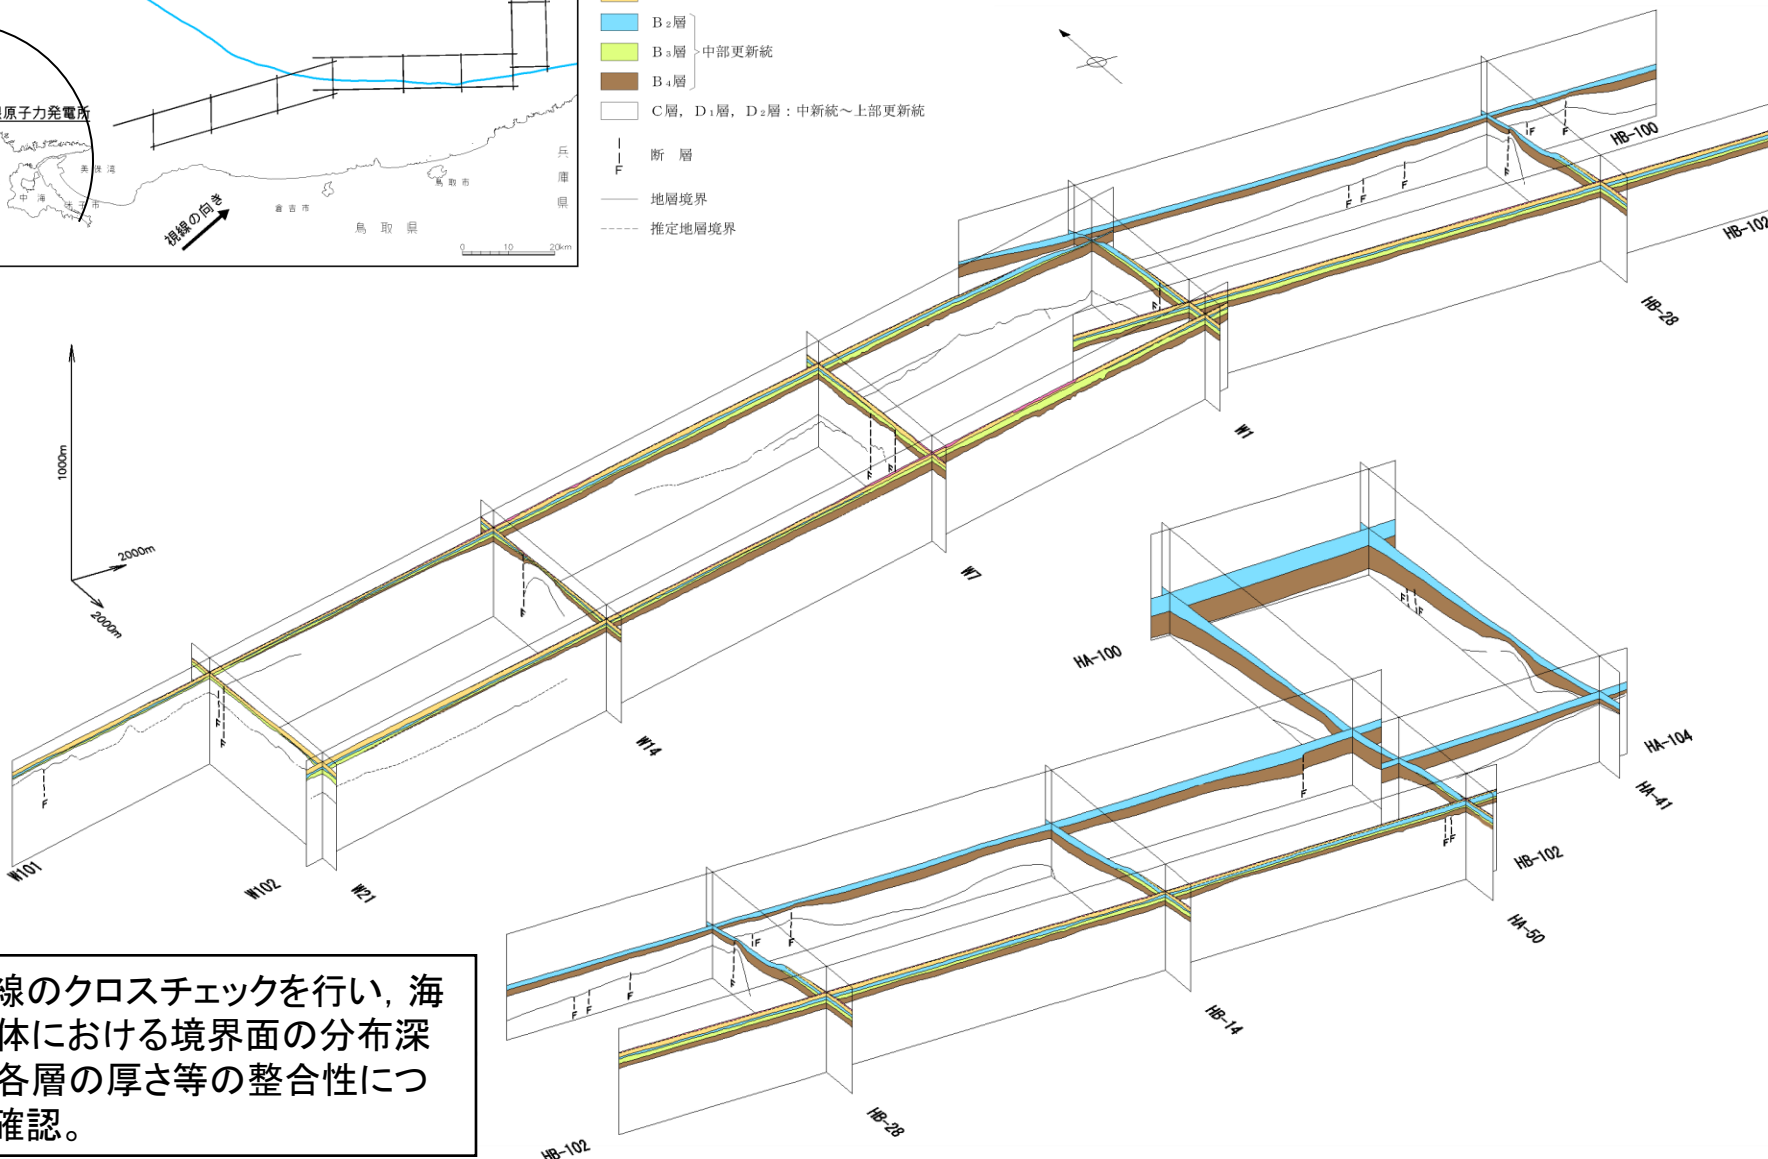 原子力発電所
美保湾
中海
米子市
倉吉市
鳥取市
鳥取県
兵庫県
視線の向き
0 10 20km
B₂層
B₃層
中部更新統
B₄層
C層，D₁層，D₂層：中新統～上部更新統
F
断層
地層境界
推定地層境界
1000m
2000m
2000m
HB-100
HB-102
HB-28
W1
W7
W14
W101
W102
W21
F
F
F
F
F
F
F
F
F
F
F
F
F
HA-100
HA-104
HA-41
HB-102
HA-50
HB-14
HB-28
HB-102
F
F
F
F
F
F
F
F
F
F
F
線のクロスチェックを行い，海
体における境界面の分布深
各層の厚さ等の整合性につ
確認。